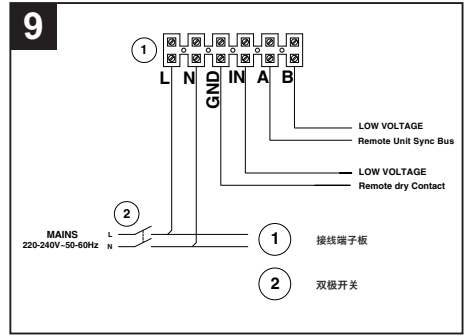 9
1
L N GND IN A B
LOW VOLTAGE
Remote Unit Sync Bus
LOW VOLTAGE
Remote dry Contact
2
MAINS L
220-240V~50-60Hz N
1 接线端子板
2 双极开关